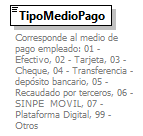 TipoMedioPago
Corresponde al medio de
pago empleado: 01 -
Efectivo, 02 - Tarjeta, 03 -
Cheque, 04 - Transferencia -
depósito bancario, 05 -
Recaudado por terceros, 06 -
SINPE MOVIL, 07 -
Plataforma Digital, 99 -
Otros